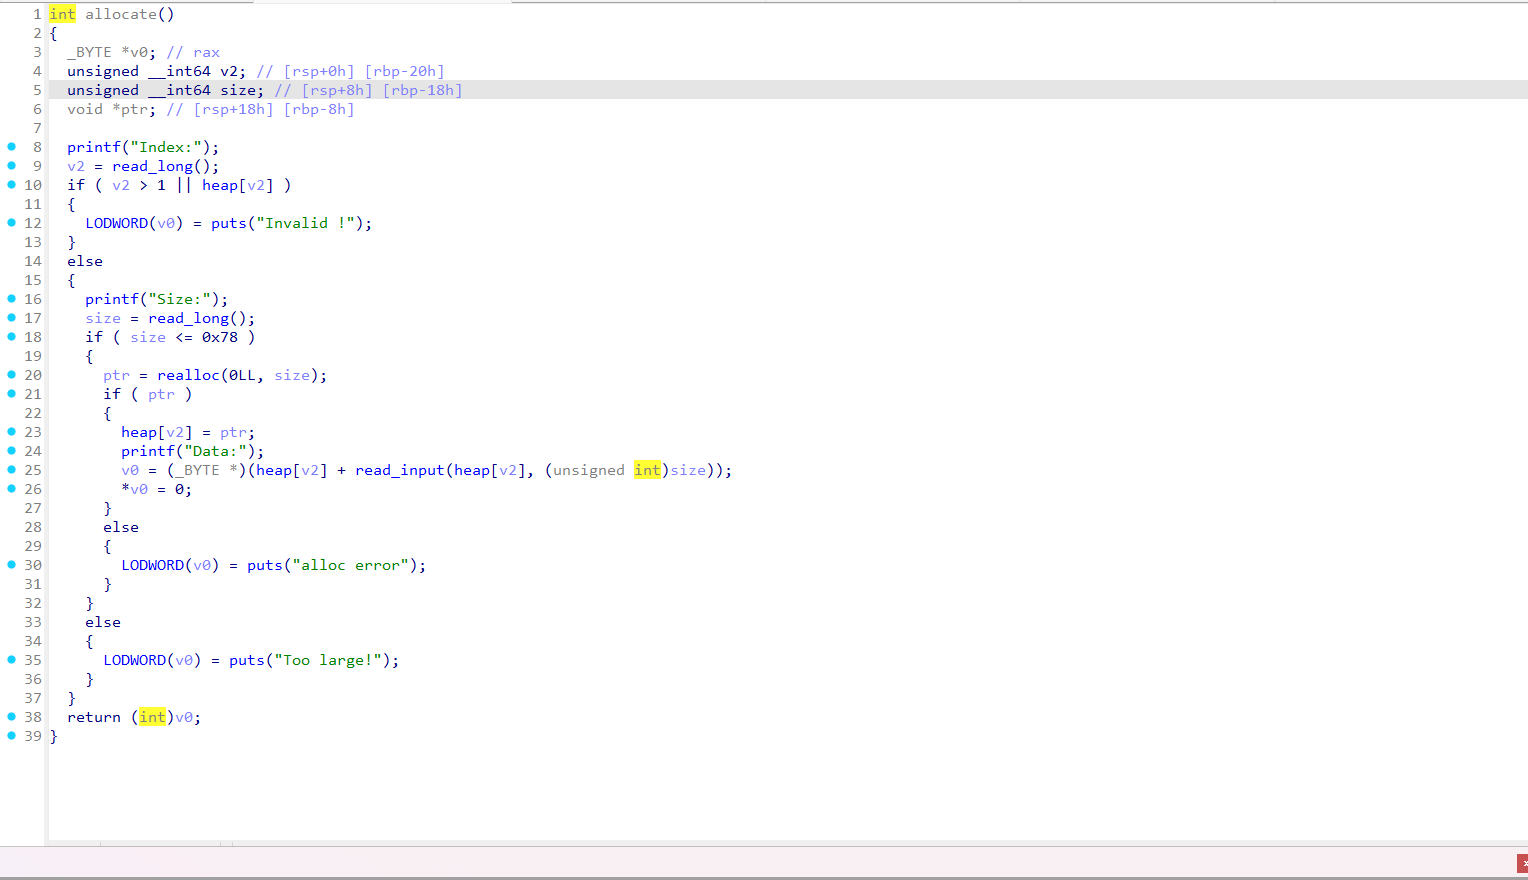 1 int allocate()
2 {
3   _BYTE *v0; // rax
4   unsigned __int64 v2; // [rsp+0h] [rbp-20h]
5   unsigned __int64 size; // [rsp+8h] [rbp-18h]
6   void *ptr; // [rsp+18h] [rbp-8h]
7
8   printf("Index:");
9   v2 = read_long();
10   if ( v2 > 1 || heap[v2] )
11   {
12     LODWORD(v0) = puts("Invalid !");
13   }
14   else
15   {
16     printf("Size:");
17     size = read_long();
18     if ( size <= 0x78 )
19     {
20       ptr = realloc(0LL, size);
21       if ( ptr )
22       {
23         heap[v2] = ptr;
24         printf("Data:");
25         v0 = (_BYTE *)(heap[v2] + read_input(heap[v2], (unsigned int)size));
26         *v0 = 0;
27       }
28       else
29       {
30         LODWORD(v0) = puts("alloc error");
31       }
32     }
33     else
34     {
35       LODWORD(v0) = puts("Too large!");
36     }
37   }
38   return (int)v0;
39 }